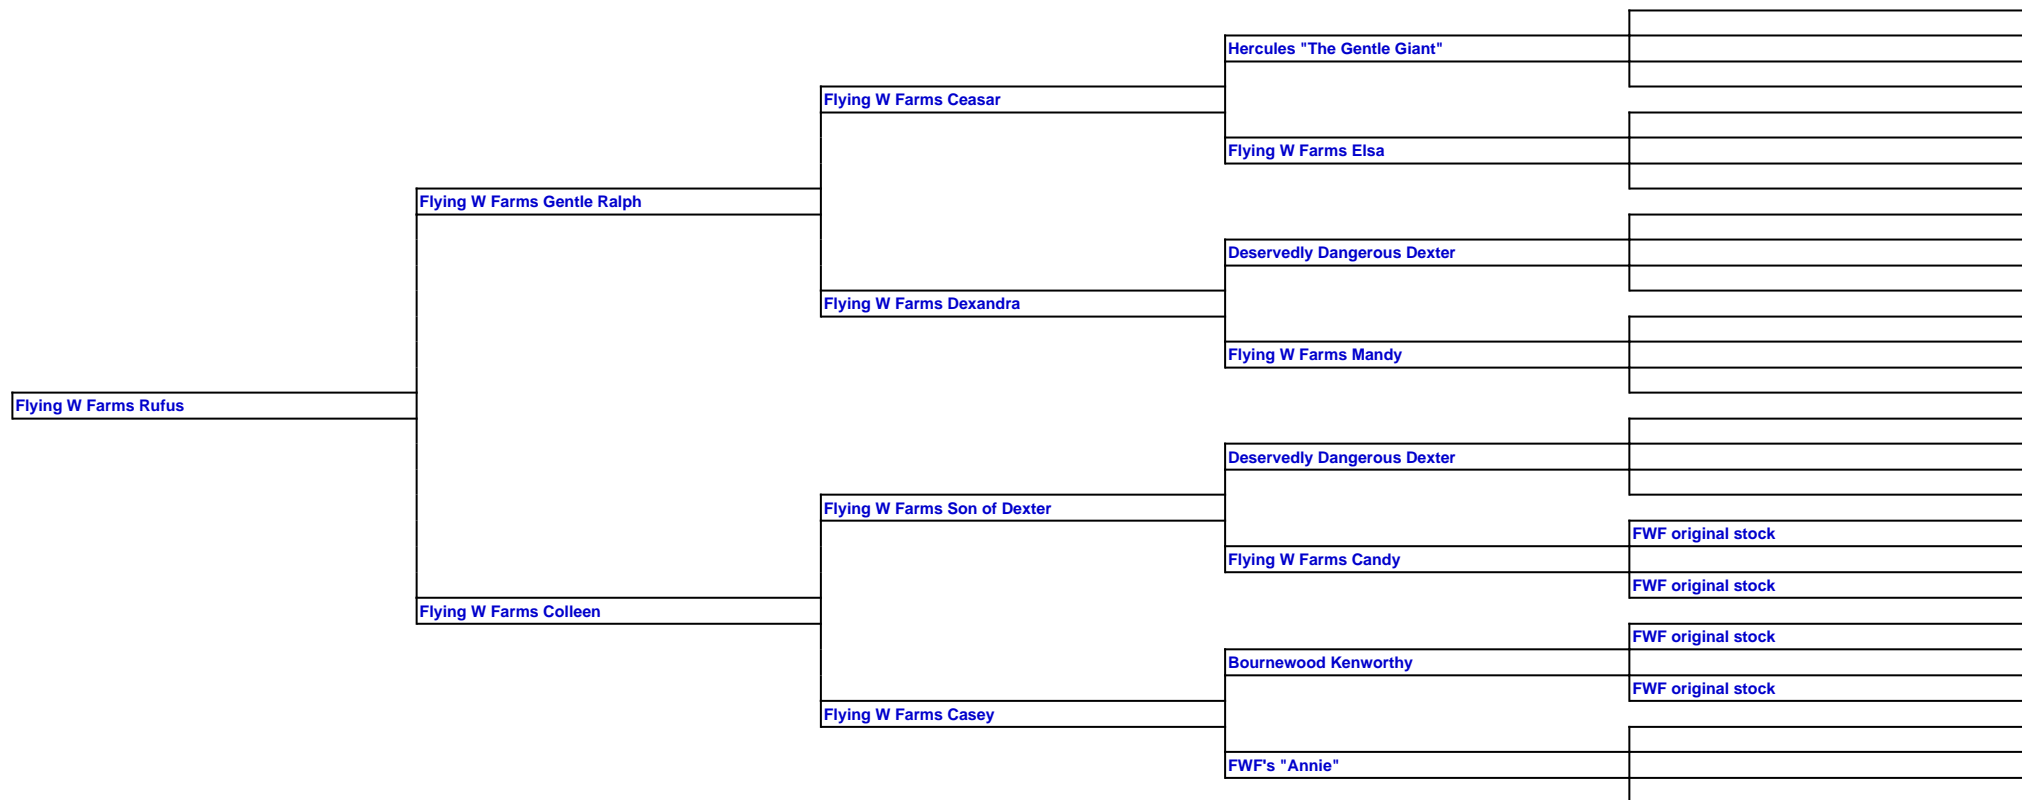 Hercules "The Gentle Giant"
Flying W Farms Ceasar
Flying W Farms Elsa
Flying W Farms Gentle Ralph
Deservedly Dangerous Dexter
Flying W Farms Dexandra
Flying W Farms Mandy
Flying W Farms Rufus
Deservedly Dangerous Dexter
Flying W Farms Son of Dexter
FWF original stock
Flying W Farms Candy
FWF original stock
Flying W Farms Colleen
FWF original stock
Bournewood Kenworthy
FWF original stock
Flying W Farms Casey
FWF's "Annie"